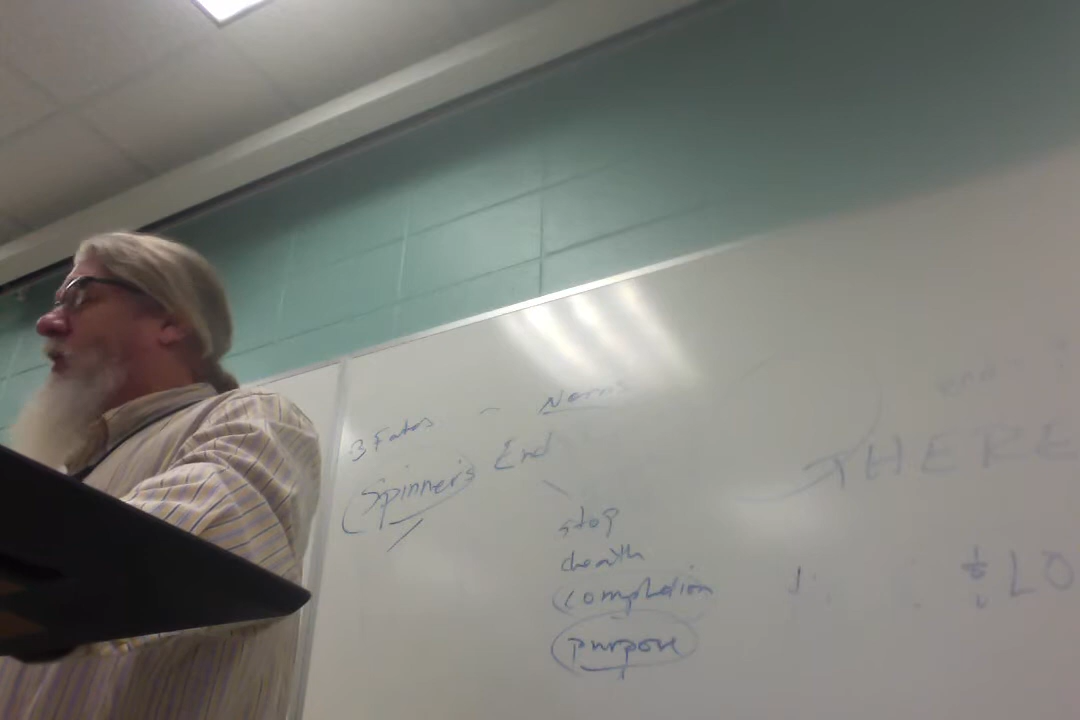 3 Fates - Norns
Spinner's End
stop
death
completion
purpose
THERE
LO